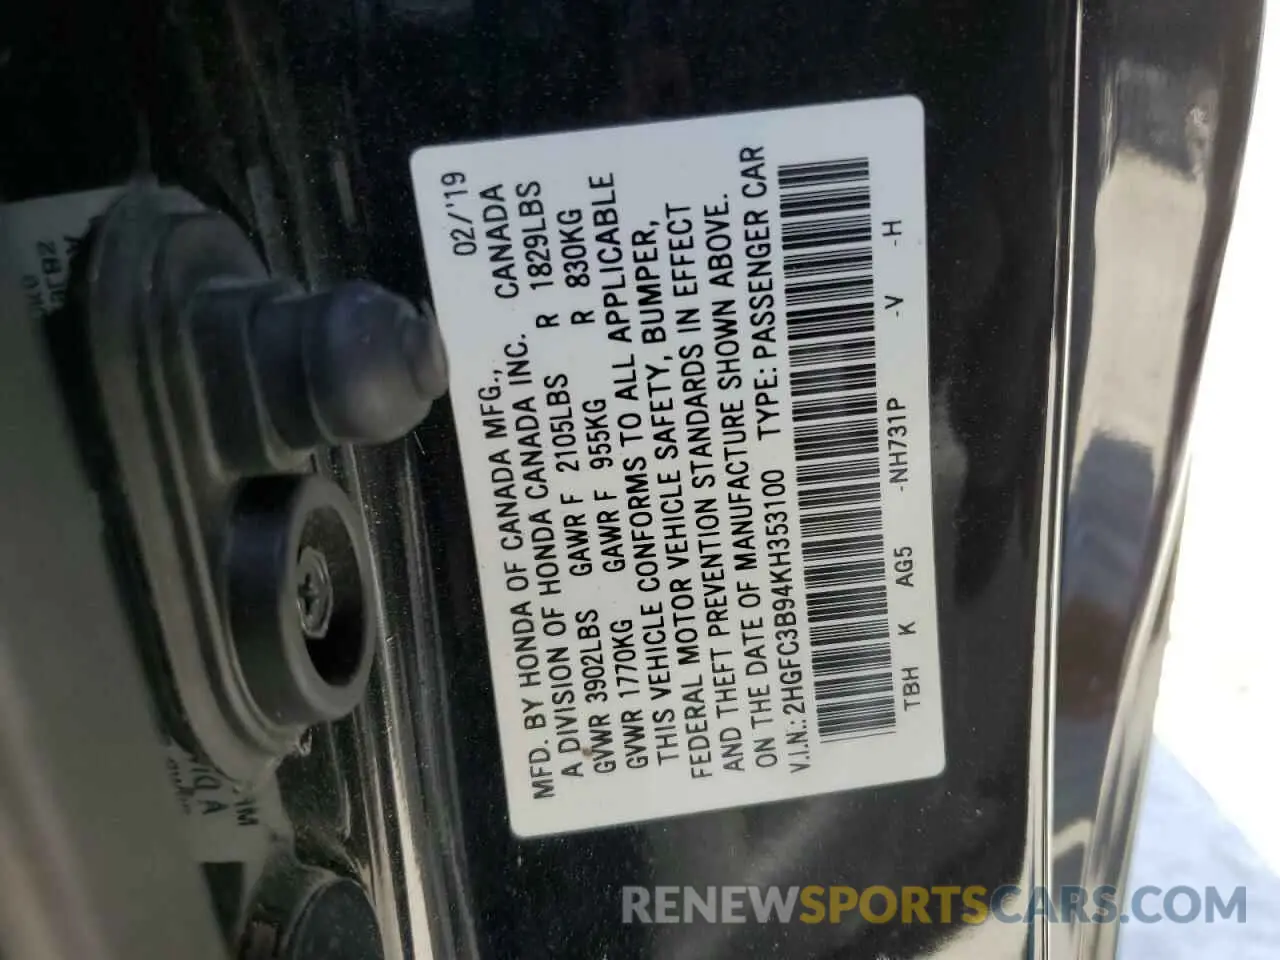 MFD. BY HONDA OF CANADA MFG., 02/'19
A DIVISION OF HONDA CANADA INC. CANADA
GVWR 3902LBS GAWR F 2105LBS R 1829LBS
GVWR 1770KG GAWR F 955KG R 830KG
THIS VEHICLE CONFORMS TO ALL APPLICABLE
FEDERAL MOTOR VEHICLE SAFETY, BUMPER,
AND THEFT PREVENTION STANDARDS IN EFFECT
ON THE DATE OF MANUFACTURE SHOWN ABOVE.
V.I.N.: 2HGFC3B94KH353100 TYPE: PASSENGER CAR
TBH K AG5 -NH731P -V -H
RENEWSPORTSCARS.COM